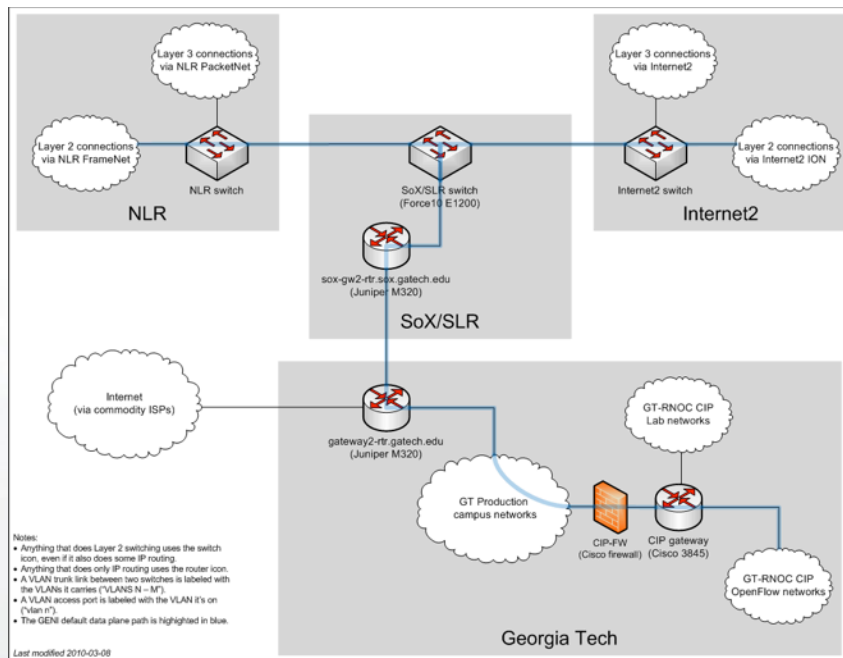 Layer 3 connections
via NLR PacketNet
Layer 3 connections
via Internet2
Layer 2 connections
via NLR FrameNet
Layer 2 connections
via Internet2 ION
NLR switch
SoX/SLR switch
(Force10 E1200)
Internet2 switch
NLR
Internet2
sox-gw2-rtr.sox.gatech.edu
(Juniper M320)
SoX/SLR
Internet
(via commodity ISPs)
gateway2-rtr.gatech.edu
(Juniper M320)
GT-RNOC CIP
Lab networks
GT Production
campus networks
CIP-FW
(Cisco firewall)
CIP gateway
(Cisco 3845)
GT-RNOC CIP
OpenFlow networks
Georgia Tech
Notes:
• Anything that does Layer 2 switching uses the switch
icon, even if it also does some IP routing.
• Anything that does only IP routing uses the router icon.
• A VLAN trunk link between two switches is labeled with
the VLANs it carries ("VLANS N – M").
• A VLAN access port is labeled with the VLAN it's on
("vlan n").
• The GENI default data plane path is highighted in blue.
Last modified 2010-03-08